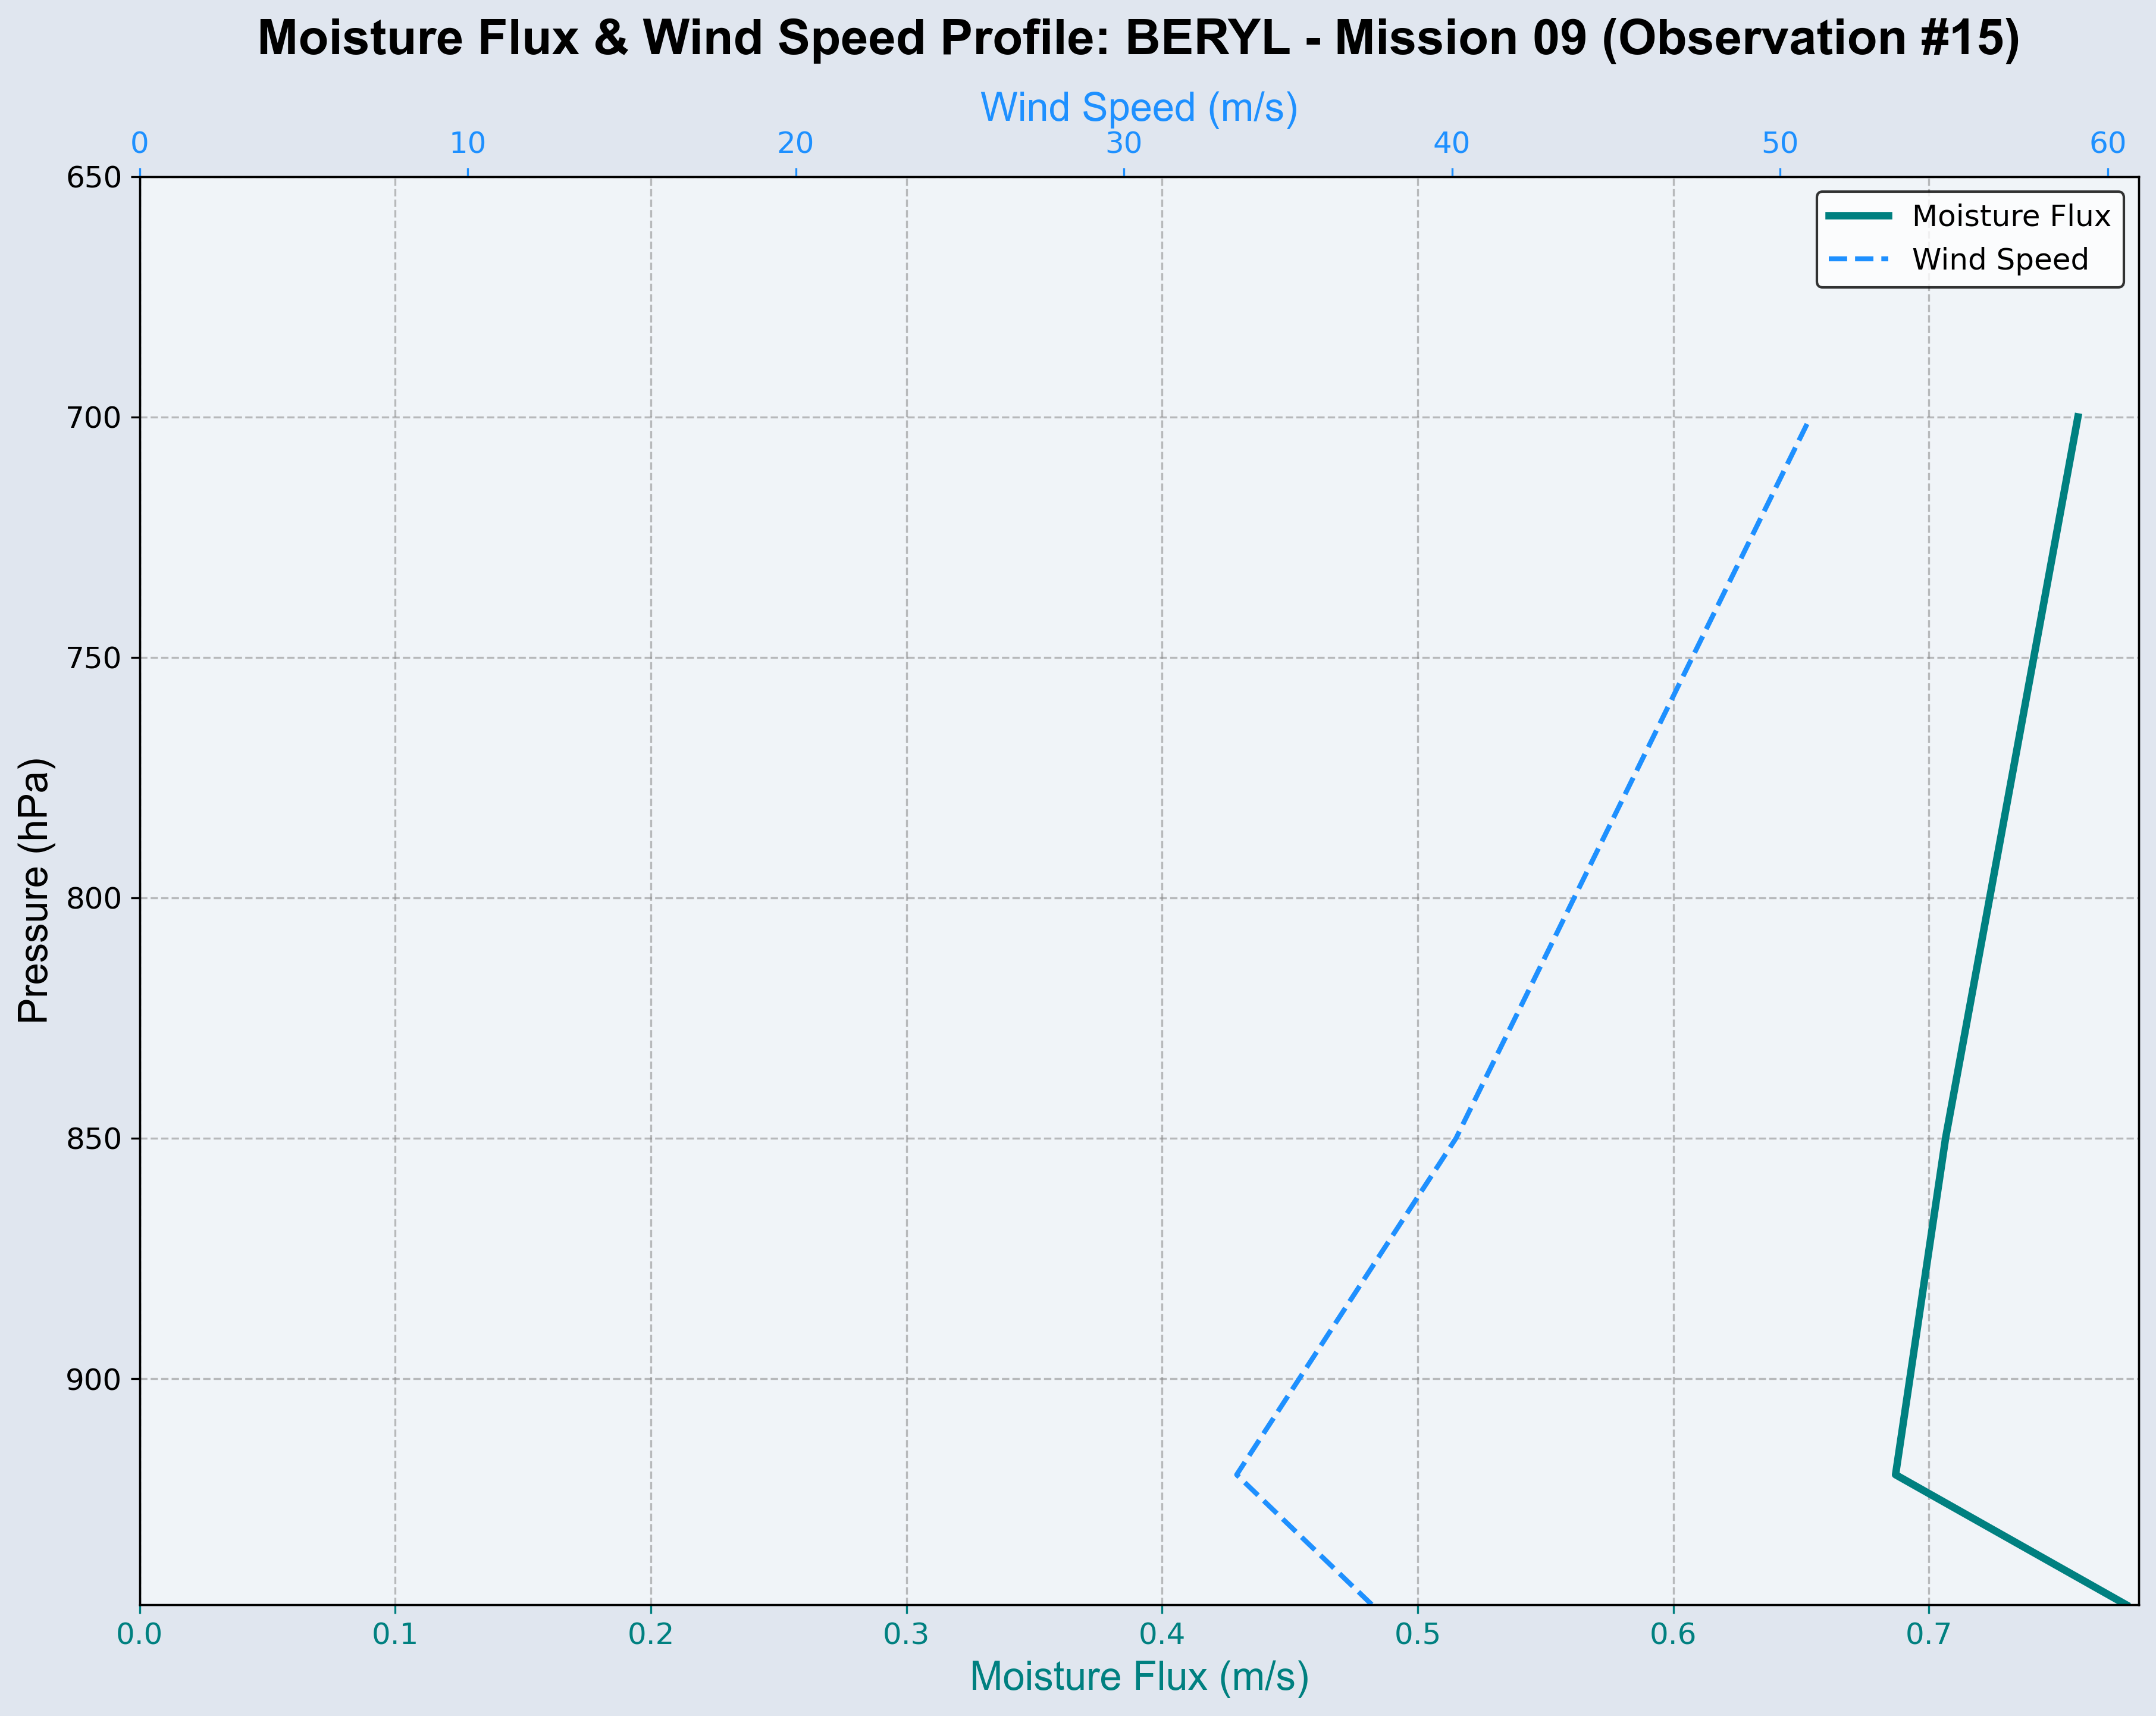 Moisture Flux & Wind Speed Profile: BERYL - Mission 09 (Observation #15)
Wind Speed (m/s)
0 10 20 30 40 50 60
Moisture Flux
Wind Speed
650
700
750
800
850
900
Pressure (hPa)
0.0 0.1 0.2 0.3 0.4 0.5 0.6 0.7
Moisture Flux (m/s)